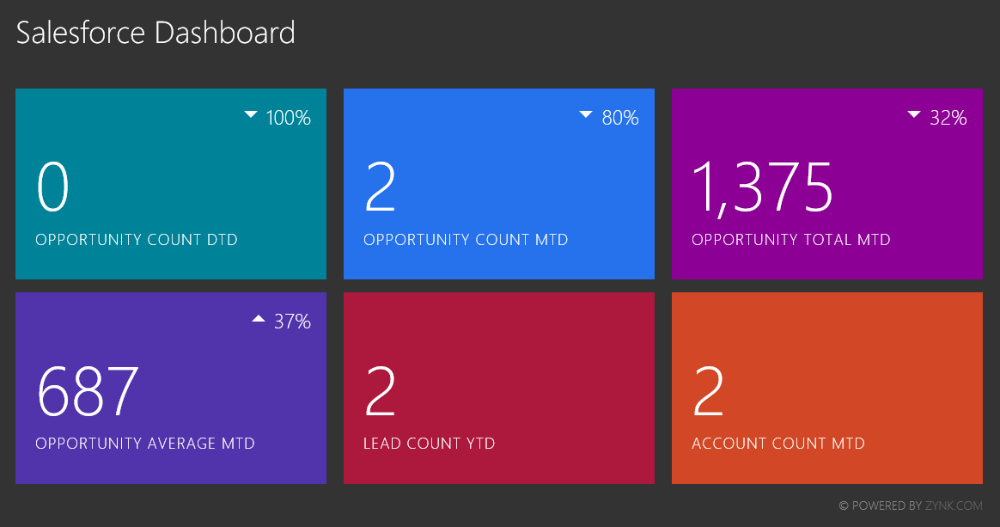 Salesforce Dashboard
100%
0
OPPORTUNITY COUNT DTD
80%
2
OPPORTUNITY COUNT MTD
32%
1,375
OPPORTUNITY TOTAL MTD
37%
687
OPPORTUNITY AVERAGE MTD
2
LEAD COUNT YTD
2
ACCOUNT COUNT MTD
© POWERED BY ZYNK.COM